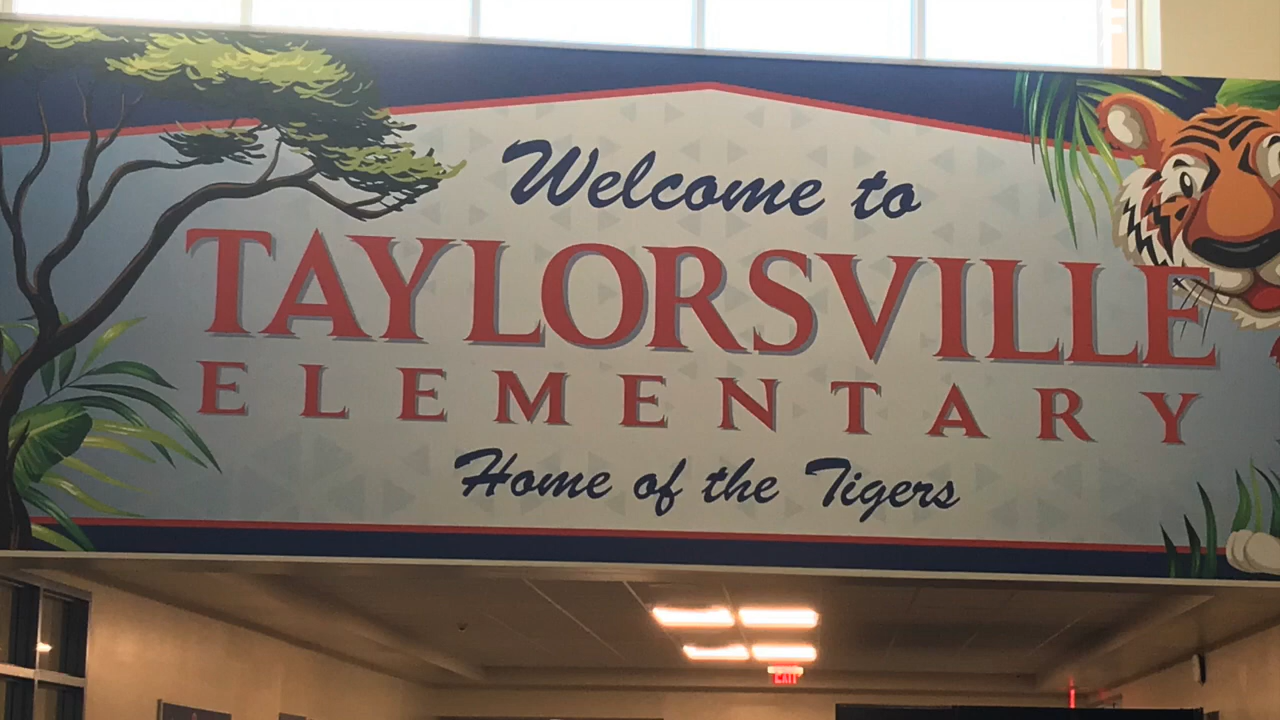 Welcome to
TAYLORSVILLE
ELEMENTARY
Home of the Tigers
EXIT